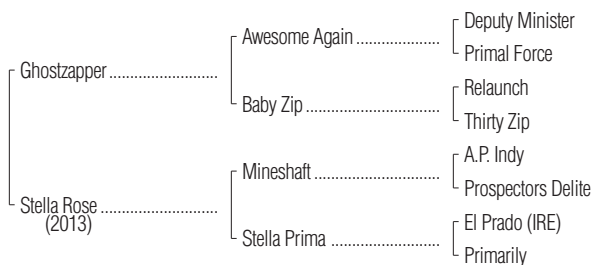 Deputy Minister
Awesome Again
Primal Force
Ghostzapper
Relaunch
Baby Zip
Thirty Zip
A.P. Indy
Mineshaft
Prospectors Delite
Stella Rose
(2013)
El Prado (IRE)
Stella Prima
Primarily